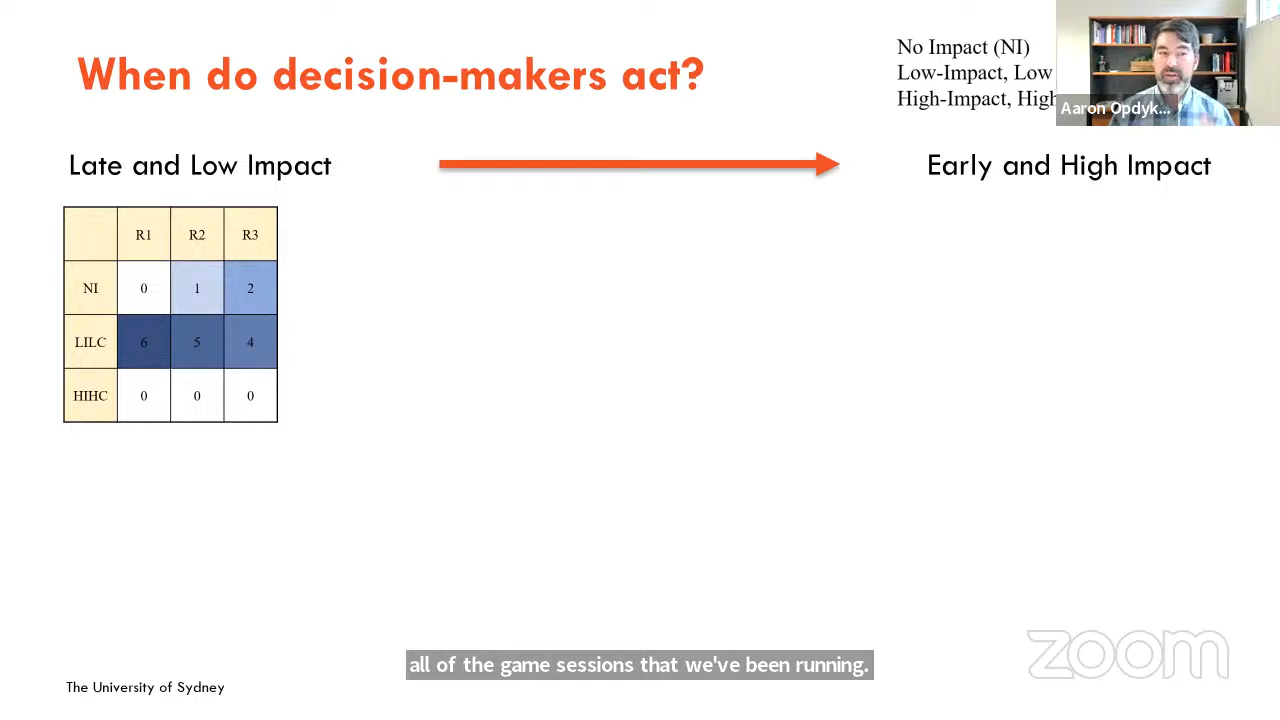 When do decision-makers act?
No Impact (NI)
Low-Impact, Low
High-Impact, High
Aaron Opdyk...
Late and Low Impact
Early and High Impact
R1 R2 R3
NI 0 1 2
LILC 6 5 4
HIHC 0 0 0
all of the game sessions that we've been running.
zoom
The University of Sydney